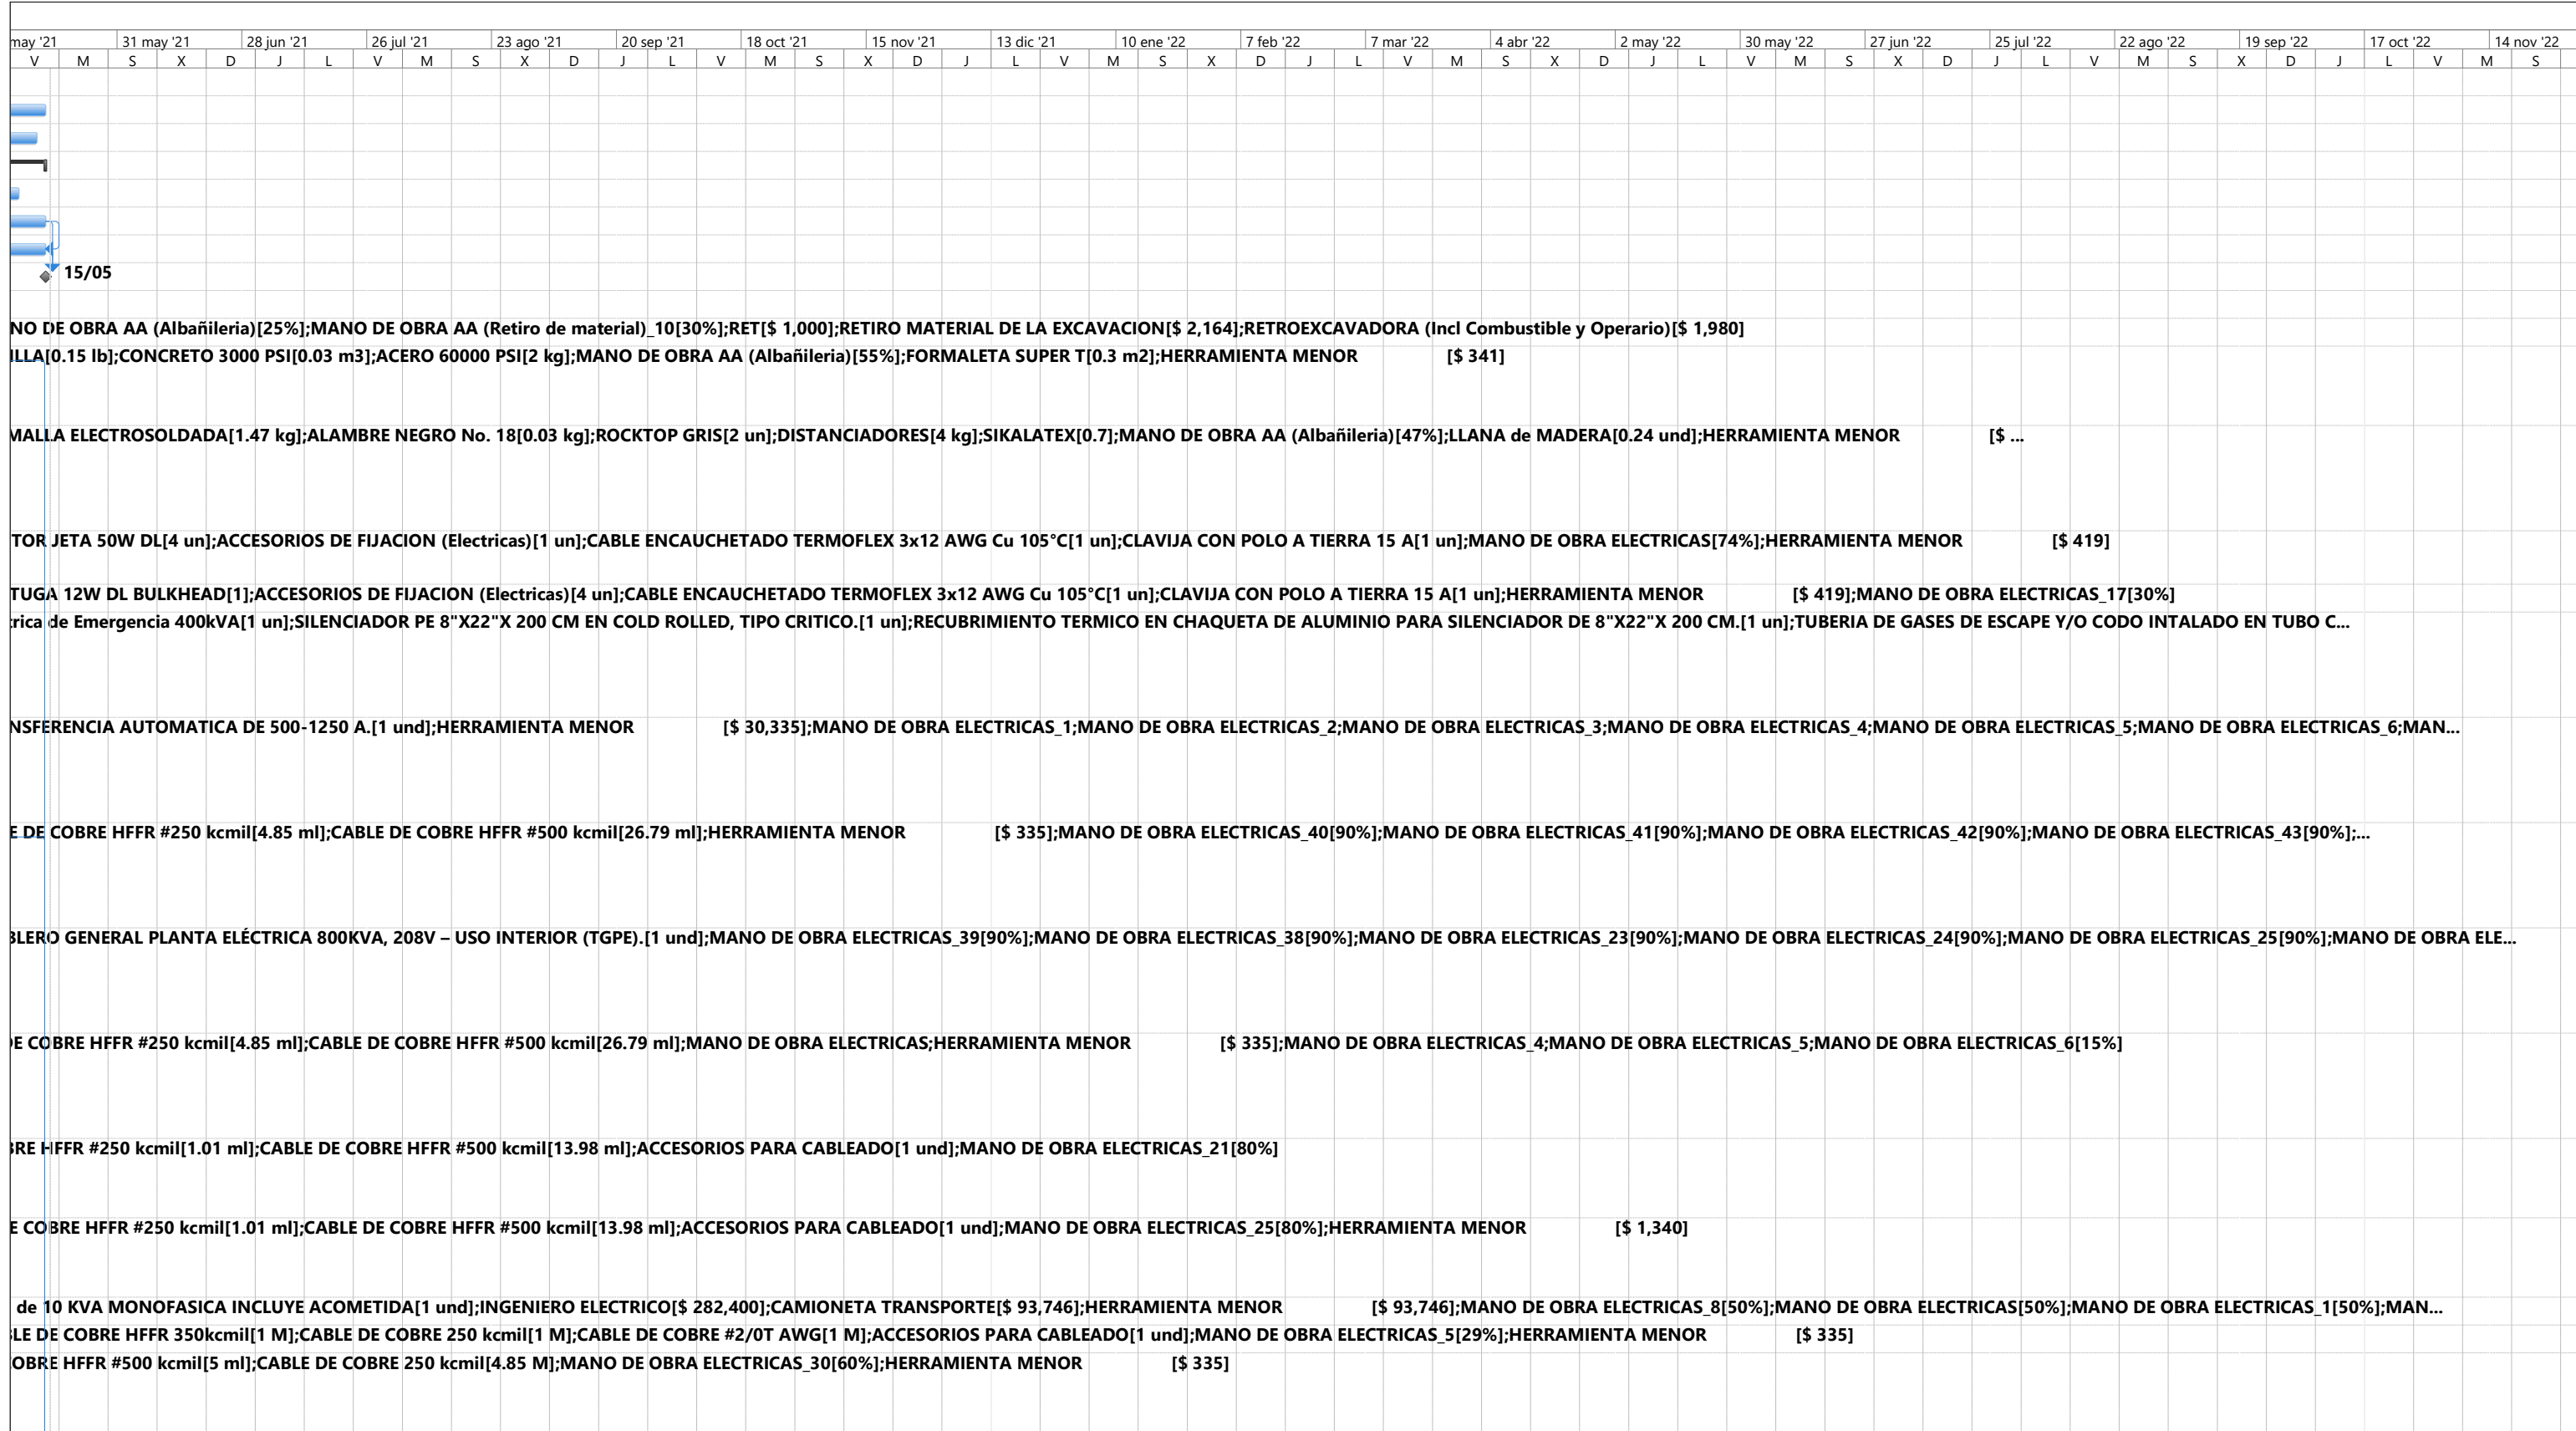 may '21 31 may '21 28 jun '21 26 jul '21 23 ago '21 20 sep '21 18 oct '21 15 nov '21 13 dic '21 10 ene '22 7 feb '22 7 mar '22 4 abr '22 2 may '22 30 may '22 27 jun '22 25 jul '22 22 ago '22 19 sep '22 17 oct '22 14 nov '22
V M S X D J L V M S X D J L V M S X D J L V M S X D J L V M S X D J L V M S X D J L V M S X D J L V M S
15/05
NO DE OBRA AA (Albañileria)[25%];MANO DE OBRA AA (Retiro de material)_10[30%];RET[$ 1,000];RETIRO MATERIAL DE LA EXCAVACION[$ 2,164];RETROEXCAVADORA (Incl Combustible y Operario)[$ 1,980]
ILLA[0.15 lb];CONCRETO 3000 PSI[0.03 m3];ACERO 60000 PSI[2 kg];MANO DE OBRA AA (Albañileria)[55%];FORMALETA SUPER T[0.3 m2];HERRAMIENTA MENOR [$ 341]
MALLA ELECTROSOLDADA[1.47 kg];ALAMBRE NEGRO No. 18[0.03 kg];ROCKTOP GRIS[2 un];DISTANCIADORES[4 kg];SIKALATEX[0.7];MANO DE OBRA AA (Albañileria)[47%];LLANA de MADERA[0.24 und];HERRAMIENTA MENOR [$ ...
TOR JETA 50W DL[4 un];ACCESORIOS DE FIJACION (Electricas)[1 un];CABLE ENCAUCHETADO TERMOFLEX 3x12 AWG Cu 105°C[1 un];CLAVIJA CON POLO A TIERRA 15 A[1 un];MANO DE OBRA ELECTRICAS[74%];HERRAMIENTA MENOR [$ 419]
TUGA 12W DL BULKHEAD[1];ACCESORIOS DE FIJACION (Electricas)[4 un];CABLE ENCAUCHETADO TERMOFLEX 3x12 AWG Cu 105°C[1 un];CLAVIJA CON POLO A TIERRA 15 A[1 un];HERRAMIENTA MENOR [$ 419];MANO DE OBRA ELECTRICAS_17[30%]
trica de Emergencia 400kVA[1 un];SILENCIADOR PE 8"X22"X 200 CM EN COLD ROLLED, TIPO CRITICO.[1 un];RECUBRIMIENTO TERMICO EN CHAQUETA DE ALUMINIO PARA SILENCIADOR DE 8"X22"X 200 CM.[1 un];TUBERIA DE GASES DE ESCAPE Y/O CODO INTALADO EN TUBO C...
NSFERENCIA AUTOMATICA DE 500-1250 A.[1 und];HERRAMIENTA MENOR [$ 30,335];MANO DE OBRA ELECTRICAS_1;MANO DE OBRA ELECTRICAS_2;MANO DE OBRA ELECTRICAS_3;MANO DE OBRA ELECTRICAS_4;MANO DE OBRA ELECTRICAS_5;MANO DE OBRA ELECTRICAS_6;MAN...
E DE COBRE HFFR #250 kcmil[4.85 ml];CABLE DE COBRE HFFR #500 kcmil[26.79 ml];HERRAMIENTA MENOR [$ 335];MANO DE OBRA ELECTRICAS_40[90%];MANO DE OBRA ELECTRICAS_41[90%];MANO DE OBRA ELECTRICAS_42[90%];MANO DE OBRA ELECTRICAS_43[90%];...
BLERO GENERAL PLANTA ELÉCTRICA 800KVA, 208V – USO INTERIOR (TGPE).[1 und];MANO DE OBRA ELECTRICAS_39[90%];MANO DE OBRA ELECTRICAS_38[90%];MANO DE OBRA ELECTRICAS_23[90%];MANO DE OBRA ELECTRICAS_24[90%];MANO DE OBRA ELECTRICAS_25[90%];MANO DE OBRA ELE...
DE COBRE HFFR #250 kcmil[4.85 ml];CABLE DE COBRE HFFR #500 kcmil[26.79 ml];MANO DE OBRA ELECTRICAS;HERRAMIENTA MENOR [$ 335];MANO DE OBRA ELECTRICAS_4;MANO DE OBRA ELECTRICAS_5;MANO DE OBRA ELECTRICAS_6[15%]
BRE HFFR #250 kcmil[1.01 ml];CABLE DE COBRE HFFR #500 kcmil[13.98 ml];ACCESORIOS PARA CABLEADO[1 und];MANO DE OBRA ELECTRICAS_21[80%]
E COBRE HFFR #250 kcmil[1.01 ml];CABLE DE COBRE HFFR #500 kcmil[13.98 ml];ACCESORIOS PARA CABLEADO[1 und];MANO DE OBRA ELECTRICAS_25[80%];HERRAMIENTA MENOR [$ 1,340]
de 10 KVA MONOFASICA INCLUYE ACOMETIDA[1 und];INGENIERO ELECTRICO[$ 282,400];CAMIONETA TRANSPORTE[$ 93,746];HERRAMIENTA MENOR [$ 93,746];MANO DE OBRA ELECTRICAS_8[50%];MANO DE OBRA ELECTRICAS[50%];MANO DE OBRA ELECTRICAS_1[50%];MAN...
BLE DE COBRE HFFR 350kcmil[1 M];CABLE DE COBRE 250 kcmil[1 M];CABLE DE COBRE #2/0T AWG[1 M];ACCESORIOS PARA CABLEADO[1 und];MANO DE OBRA ELECTRICAS_5[29%];HERRAMIENTA MENOR [$ 335]
OBRE HFFR #500 kcmil[5 ml];CABLE DE COBRE 250 kcmil[4.85 M];MANO DE OBRA ELECTRICAS_30[60%];HERRAMIENTA MENOR [$ 335]